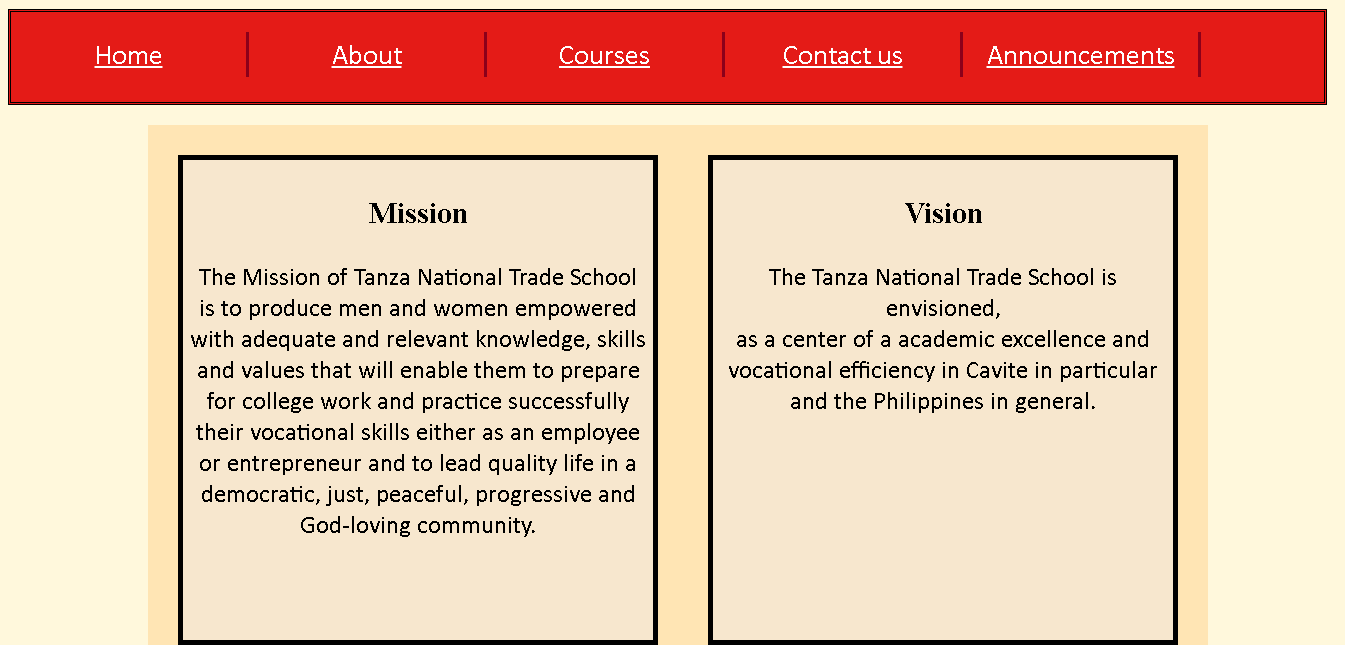 Home About Courses Contact us Announcements
Mission
The Mission of Tanza National Trade School
is to produce men and women empowered
with adequate and relevant knowledge, skills
and values that will enable them to prepare
for college work and practice successfully
their vocational skills either as an employee
or entrepreneur and to lead quality life in a
democratic, just, peaceful, progressive and
God-loving community.
Vision
The Tanza National Trade School is
envisioned,
as a center of a academic excellence and
vocational efficiency in Cavite in particular
and the Philippines in general.